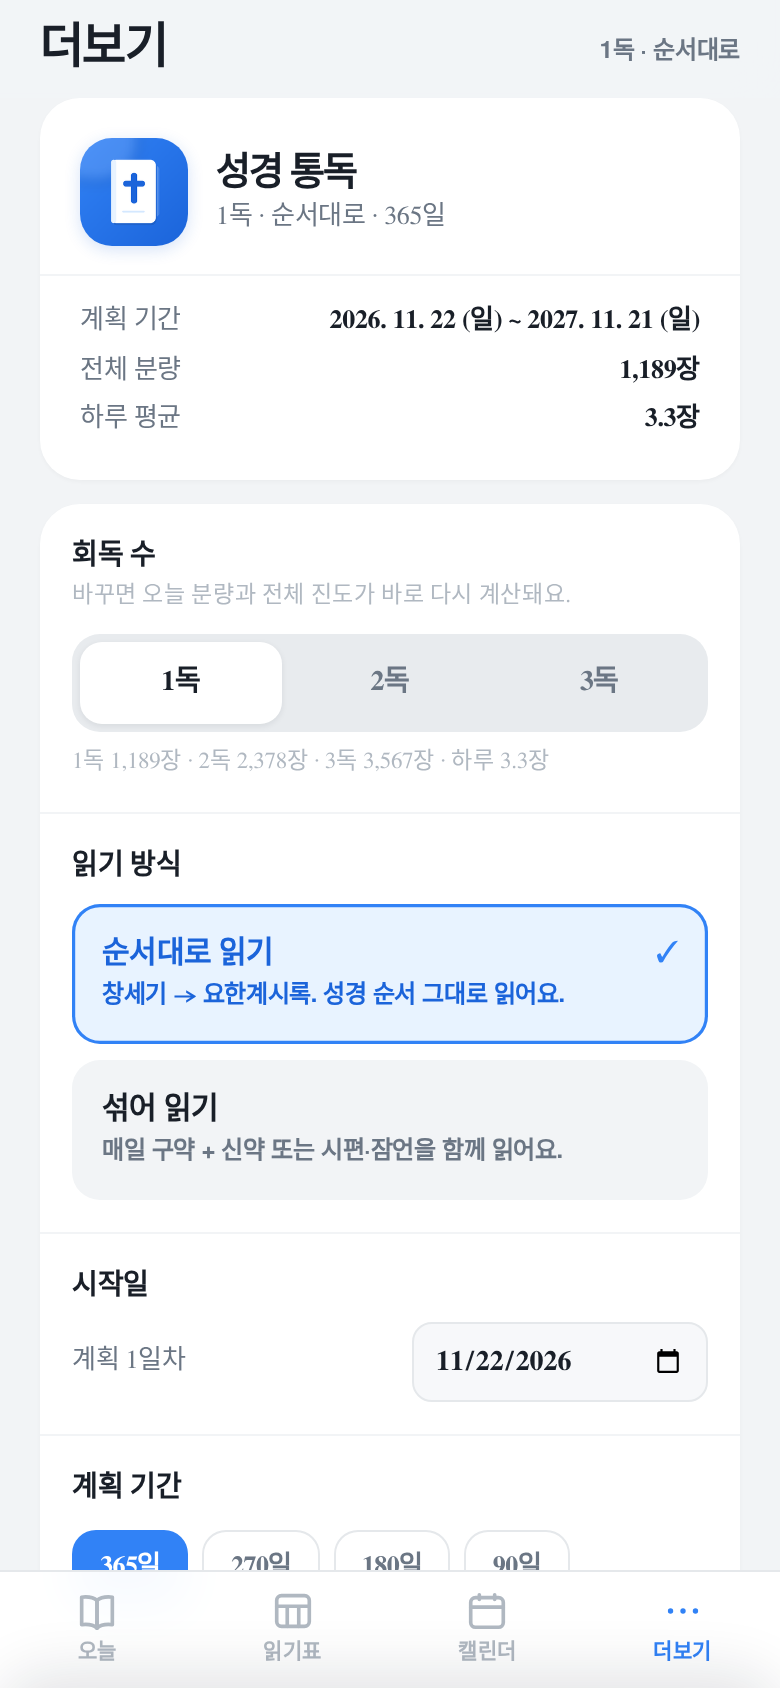 더보기
1독 · 순서대로
성경 통독
1독 · 순서대로 · 365일
계획 기간
2026. 11. 22 (일) ~ 2027. 11. 21 (일)
전체 분량
1,189장
하루 평균
3.3장
회독 수
바꾸면 오늘 분량과 전체 진도가 바로 다시 계산돼요.
1독
2독
3독
1독 1,189장 · 2독 2,378장 · 3독 3,567장 · 하루 3.3장
읽기 방식
순서대로 읽기
✓
창세기 → 요한계시록. 성경 순서 그대로 읽어요.
섞어 읽기
매일 구약 + 신약 또는 시편·잠언을 함께 읽어요.
시작일
계획 1일차
11/22/2026
계획 기간
365일
270일
180일
90일
오늘
읽기표
캘린더
더보기